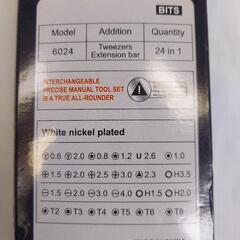 BITS
Model Addition Quantity
6024 Tweezers Extension bar 24 in 1
INTERCHANGEABLE
PRECISE MANUAL TOOL SET
IS A TRUE ALL-ROUNDER
White nickel plated
0.6 2.0 0.8 1.2 U 2.6 1.0
1.5 2.0 2.5 3.0 2.3 H3.5
1.5 2.0 3.0 4.0 H1.5 H2.0
T2 T3 T4 T5 T6 T8